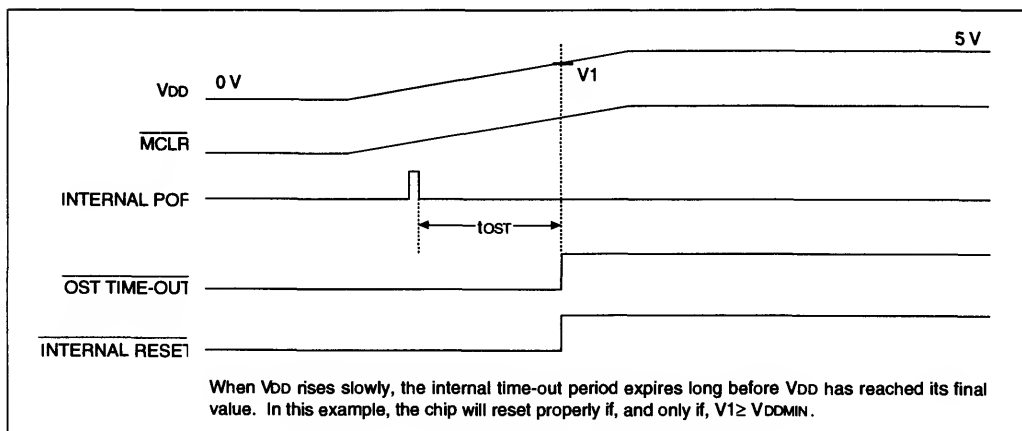 5 V
0 V
VDD
V1
MCLR
INTERNAL POF
tOST
OST TIME-OUT
INTERNAL RESET
When VDD rises slowly, the internal time-out period expires long before VDD has reached its final
value. In this example, the chip will reset properly if, and only if, V1≥ VDDMIN.